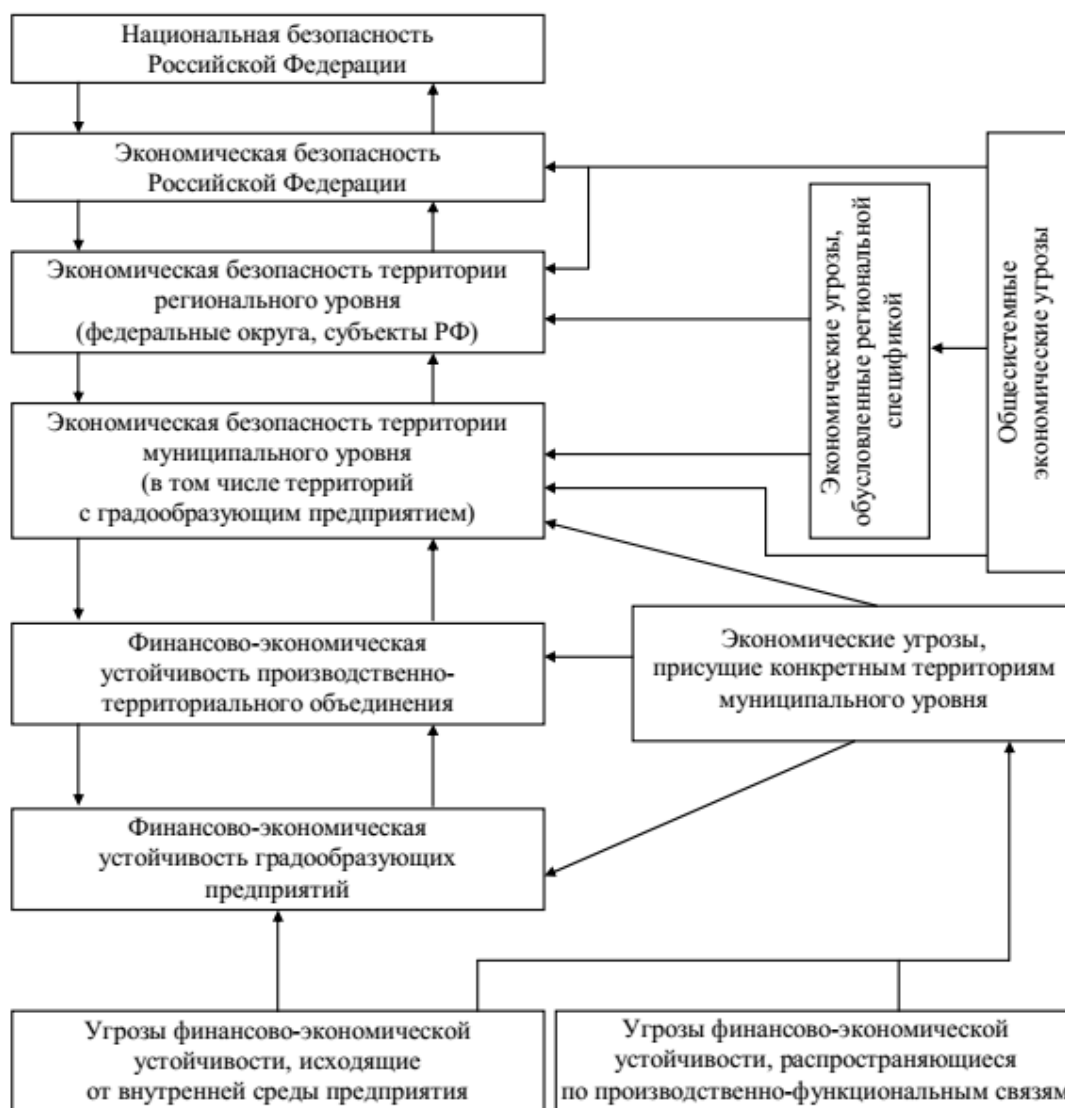 Национальная безопасность
Российской Федерации
Экономическая безопасность
Российской Федерации
Экономическая безопасность территории
регионального уровня
(федеральные округа, субъекты РФ)
Экономическая безопасность территории
муниципального уровня
(в том числе территорий
с градообразующим предприятием)
Экономические угрозы,
обусловленные региональной
спецификой
Общесистемные
экономические угрозы
Финансово-экономическая
устойчивость производственно-
территориального объединения
Экономические угрозы,
присущие конкретным территориям
муниципального уровня
Финансово-экономическая
устойчивость градообразующих
предприятий
Угрозы финансово-экономической
устойчивости, исходящие
от внутренней среды предприятия
Угрозы финансово-экономической
устойчивости, распространяющиеся
по производственно-функциональным связям